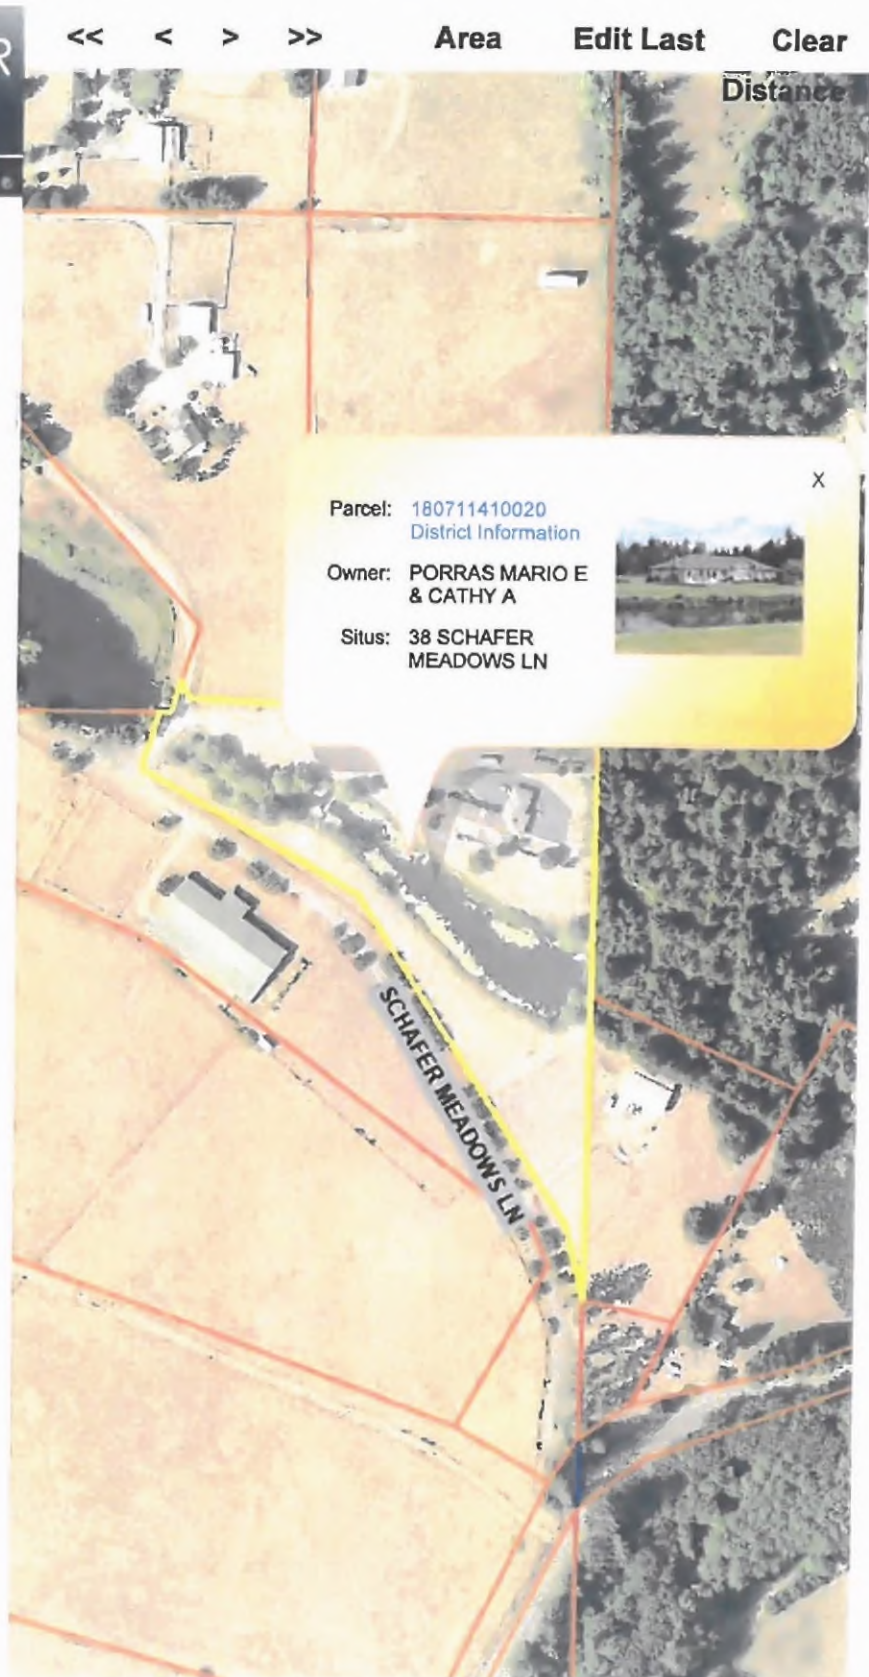 R
<< < > >> Area Edit Last Clear
Distance
X
Parcel: 180711410020
District Information
Owner: PORRAS MARIO E
& CATHY A
Situs: 38 SCHAFER
MEADOWS LN
SCHAFER MEADOWS LN